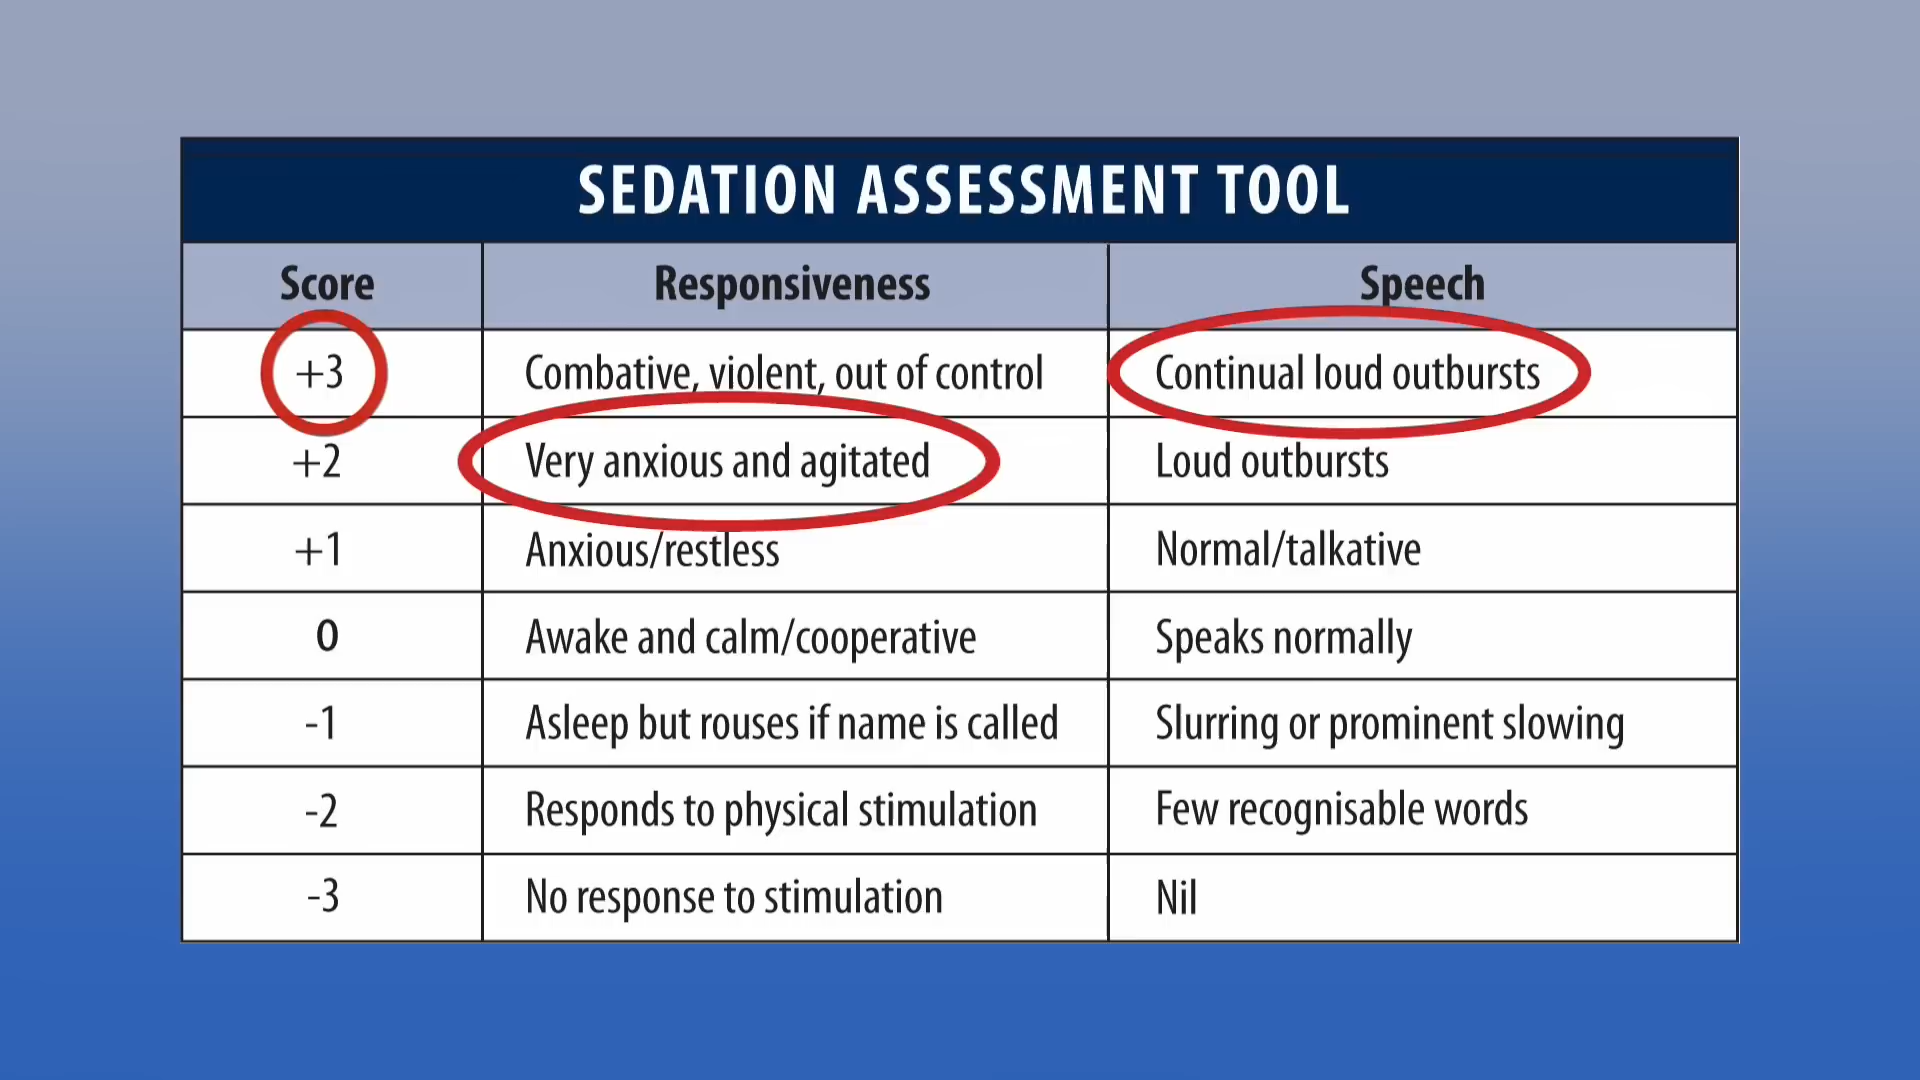 SEDATION ASSESSMENT TOOL
Score Responsiveness Speech
+3 Combative, violent, out of control Continual loud outbursts
+2 Very anxious and agitated Loud outbursts
+1 Anxious/restless Normal/talkative
0 Awake and calm/cooperative Speaks normally
-1 Asleep but rouses if name is called Slurring or prominent slowing
-2 Responds to physical stimulation Few recognisable words
-3 No response to stimulation Nil